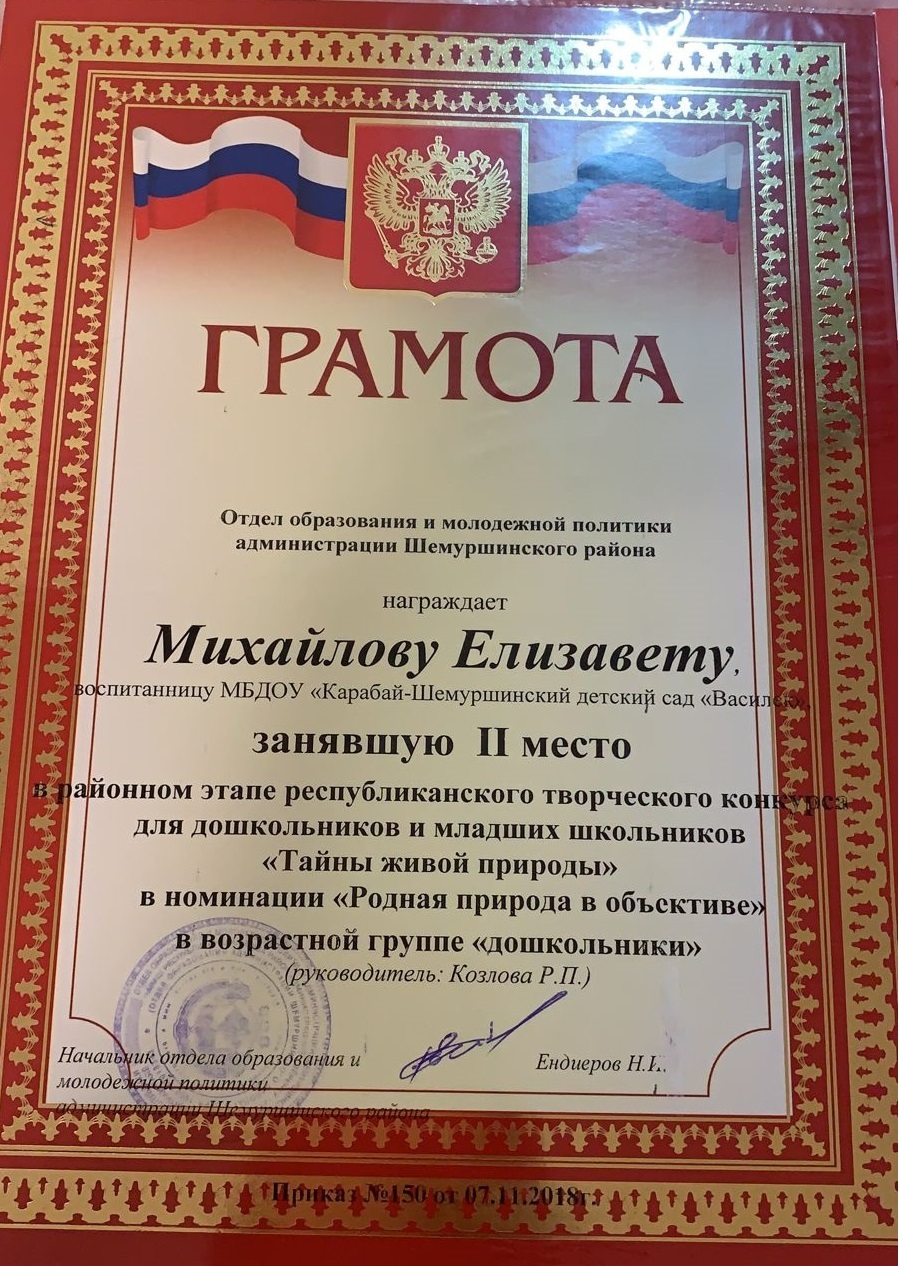 ГРАМОТА
Отдел образования и молодежной политики
администрации Шемуршинского района
награждает
Михайлову Елизавету,
воспитанницу МБДОУ «Карабай-Шемуршинский детский сад «Василек»,
занявшую II место
в районном этапе республиканского творческого конкурса
для дошкольников и младших школьников
«Тайны живой природы»
в номинации «Родная природа в объективе»
в возрастной группе «дошкольники»
(руководитель: Козлова Р.П.)
Начальник отдела образования и
молодежной политики
администрации Шемуршинского района
Ендиеров Н.И.
Приказ №150 от 07.11.2018г.